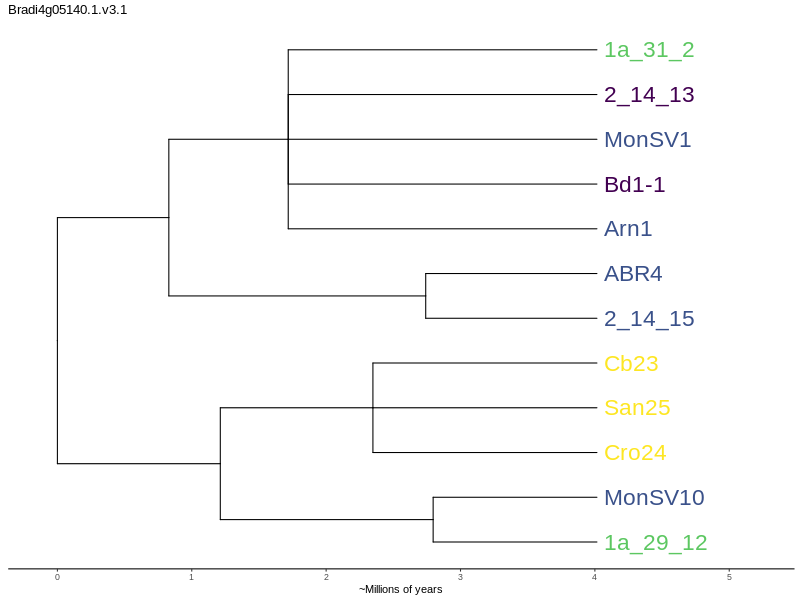 Bradi4g05140.1.v3.1
1a_31_2
2_14_13
MonSV1
Bd1-1
Arn1
ABR4
2_14_15
Cb23
San25
Cro24
MonSV10
1a_29_12
0 1 2 3 4 5
~Millions of years